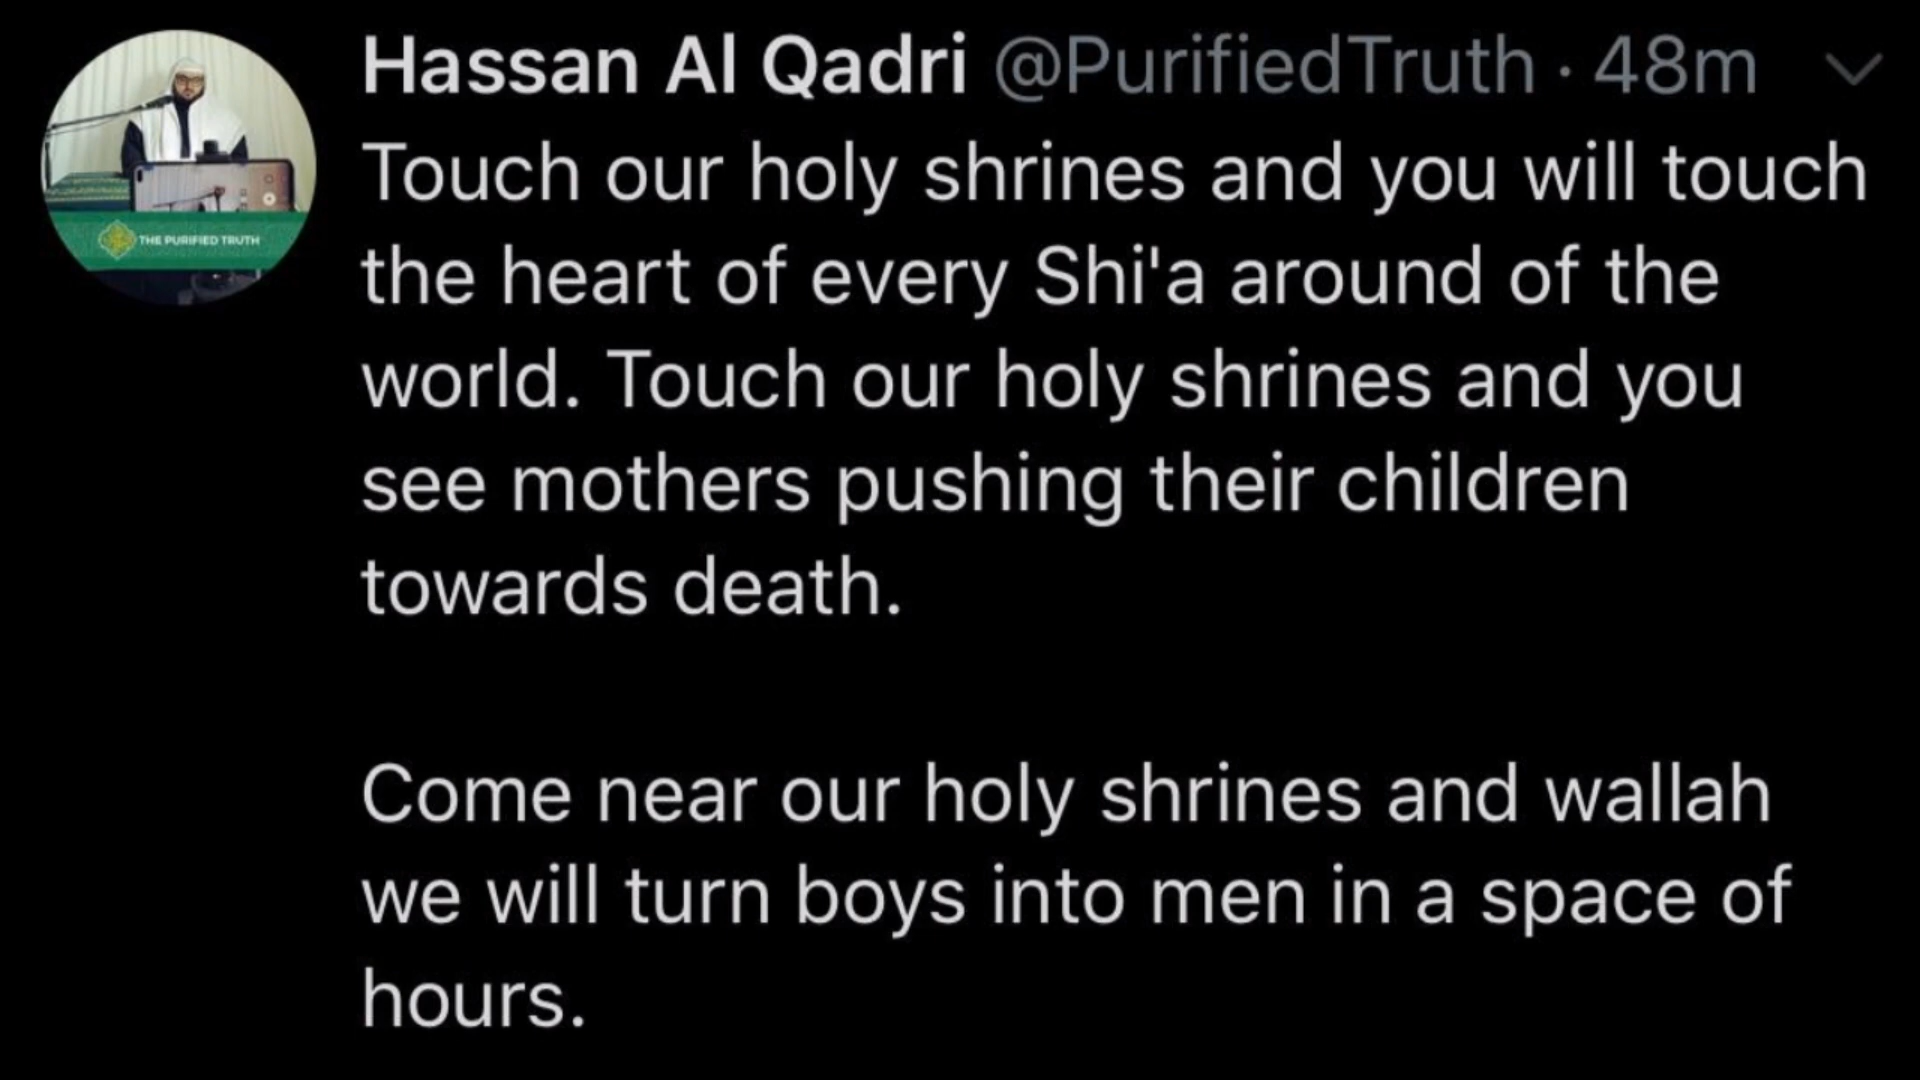 Hassan Al Qadri @PurifiedTruth · 48m
Touch our holy shrines and you will touch
the heart of every Shi'a around of the
world. Touch our holy shrines and you
see mothers pushing their children
towards death.
Come near our holy shrines and wallah
we will turn boys into men in a space of
hours.
THE PURIFIED TRUTH